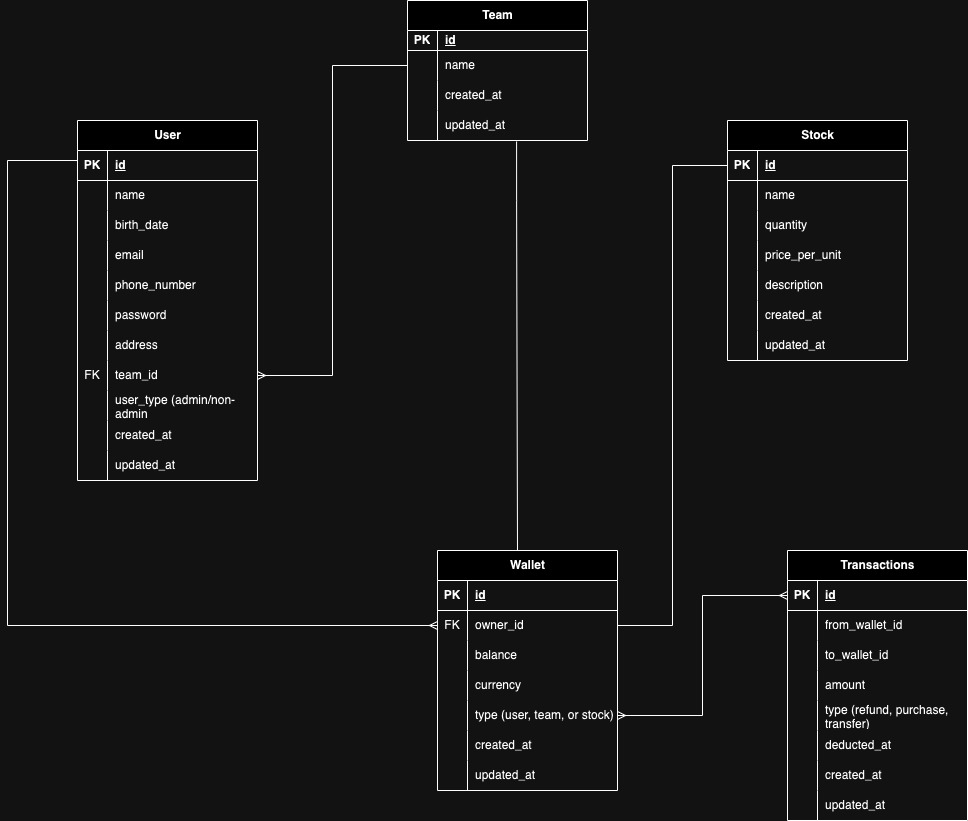 Team
PK id
name
created_at
updated_at
User
PK id
name
birth_date
email
phone_number
password
address
FK team_id
user_type (admin/non-
admin
created_at
updated_at
Stock
PK id
name
quantity
price_per_unit
description
created_at
updated_at
Wallet
PK id
FK owner_id
balance
currency
type (user, team, or stock)
created_at
updated_at
Transactions
PK id
from_wallet_id
to_wallet_id
amount
type (refund, purchase,
transfer)
deducted_at
created_at
updated_at